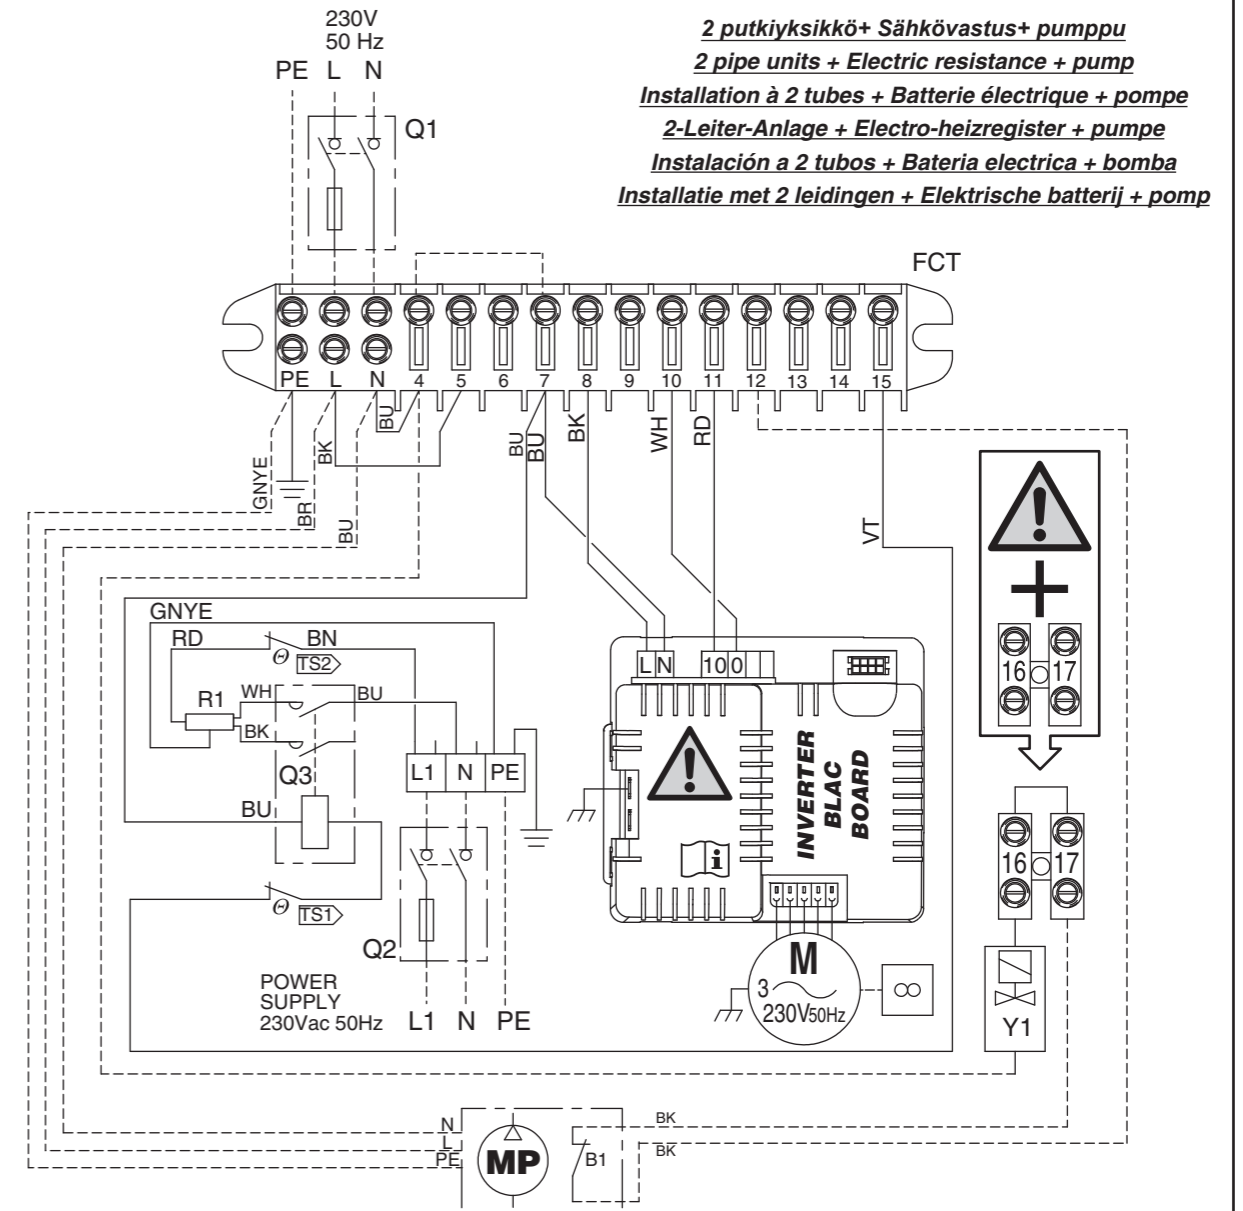 230V
50 Hz
PE L N
Q1
2 putkiyksikkö+ Sähkövastus+ pumppu
2 pipe units + Electric resistance + pump
Installation à 2 tubes + Batterie électrique + pompe
2-Leiter-Anlage + Electro-heizregister + pumpe
Instalación a 2 tubos + Bateria electrica + bomba
Installatie met 2 leidingen + Elektrische batterij + pomp
FCT
PE L N 4 5 6 7 8 9 10 11 12 13 14 15
GNYE
BR
BK
BU
BU
BU
BU
BK
WH
RD
VT
16 17
GNYE
RD
BN
TS2
R1
WH
BU
BK
Q3
BU
TS1
L1 N PE
Q2
POWER
SUPPLY
230Vac 50Hz
L1 N PE
L N
10 0
INVERTER
BLAC
BOARD
i
M
3
230V50Hz
8
16 17
Y1
N
L
PE
MP
B1
BK
BK